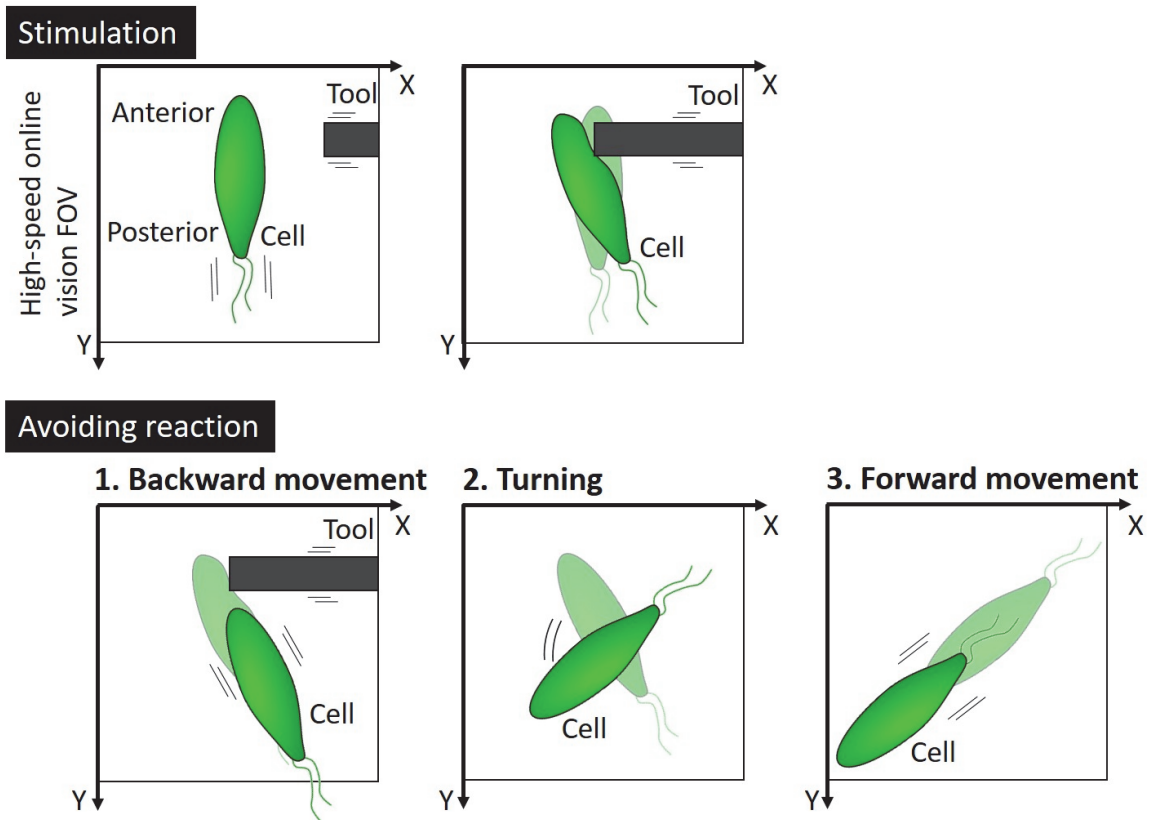 Stimulation
High-speed online
vision FOV
X
Tool
Anterior
Posterior
Cell
Y
X
Tool
Cell
Y
Avoiding reaction
1. Backward movement
X
Tool
Cell
Y
2. Turning
X
Cell
Y
3. Forward movement
X
Cell
Y